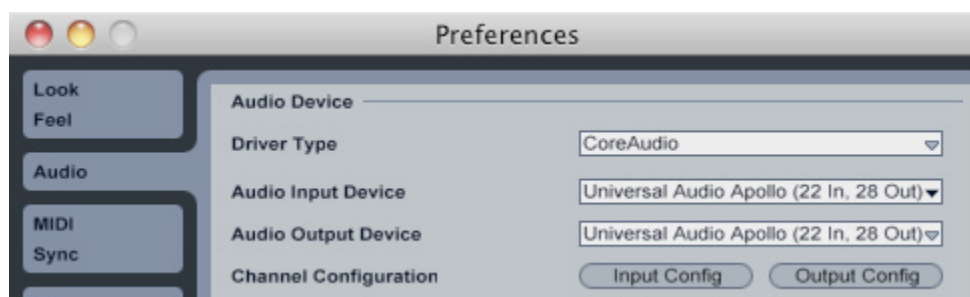 Preferences
Look
Feel
Audio
MIDI
Sync
Audio Device
Driver Type CoreAudio
Audio Input Device Universal Audio Apollo (22 In, 28 Out)
Audio Output Device Universal Audio Apollo (22 In, 28 Out)
Channel Configuration Input Config Output Config